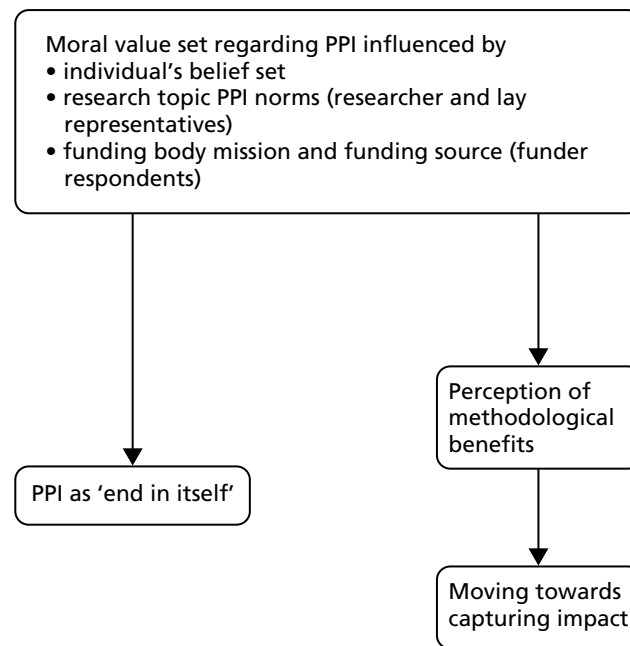 Moral value set regarding PPI influenced by
• individual’s belief set
• research topic PPI norms (researcher and lay
representatives)
• funding body mission and funding source (funder
respondents)
Perception of
methodological
benefits
PPI as ‘end in itself’
Moving towards
capturing impact